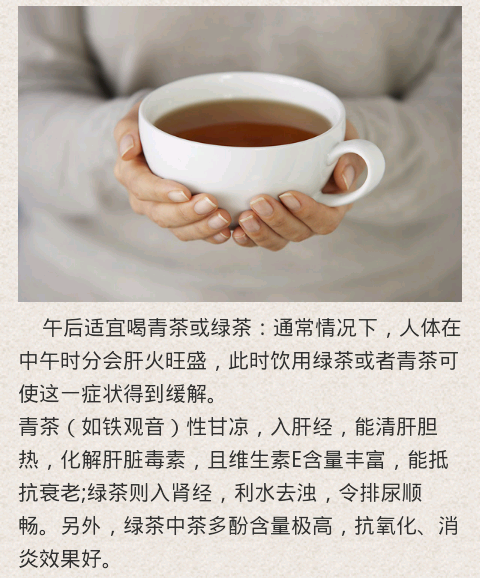 午后适宜喝青茶或绿茶：通常情况下，人体在
中午时分会肝火旺盛，此时饮用绿茶或者青茶可
使这一症状得到缓解。
青茶（如铁观音）性甘凉，入肝经，能清肝胆
热，化解肝脏毒素，且维生素E含量丰富，能抵
抗衰老;绿茶则入肾经，利水去浊，令排尿顺
畅。另外，绿茶中茶多酚含量极高，抗氧化、消
炎效果好。